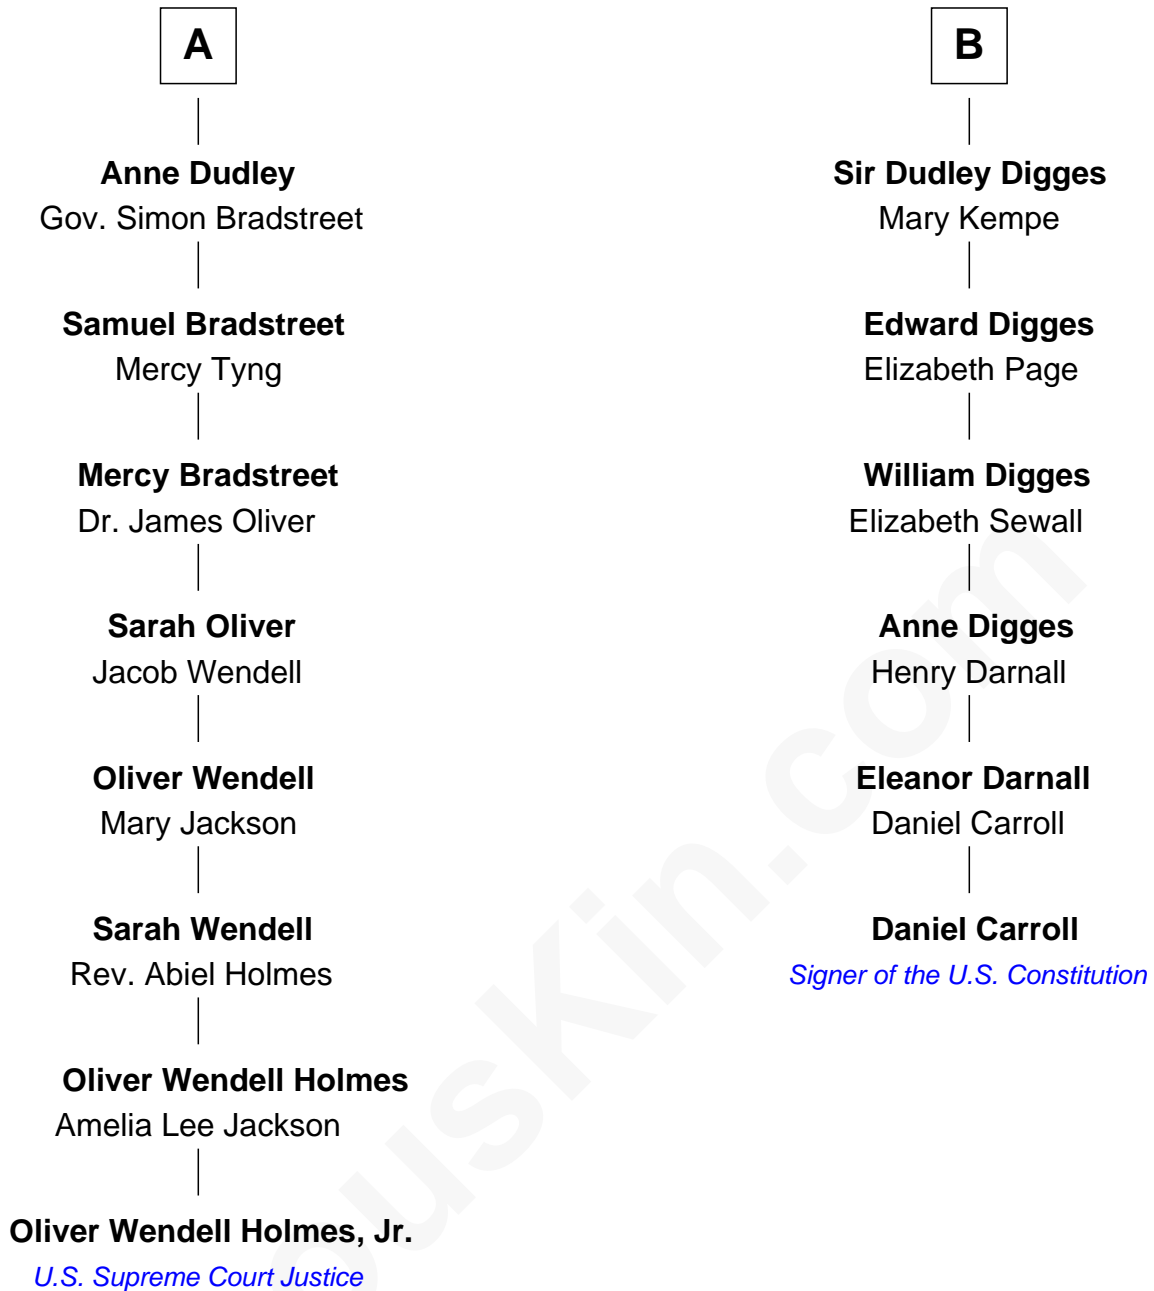 A
Anne Dudley
Gov. Simon Bradstreet
Samuel Bradstreet
Mercy Tyng
Mercy Bradstreet
Dr. James Oliver
Sarah Oliver
Jacob Wendell
Oliver Wendell
Mary Jackson
Sarah Wendell
Rev. Abiel Holmes
Oliver Wendell Holmes
Amelia Lee Jackson
Oliver Wendell Holmes, Jr.
U.S. Supreme Court Justice
B
Sir Dudley Digges
Mary Kempe
Edward Digges
Elizabeth Page
William Digges
Elizabeth Sewall
Anne Digges
Henry Darnall
Eleanor Darnall
Daniel Carroll
Daniel Carroll
Signer of the U.S. Constitution
ouskin.com